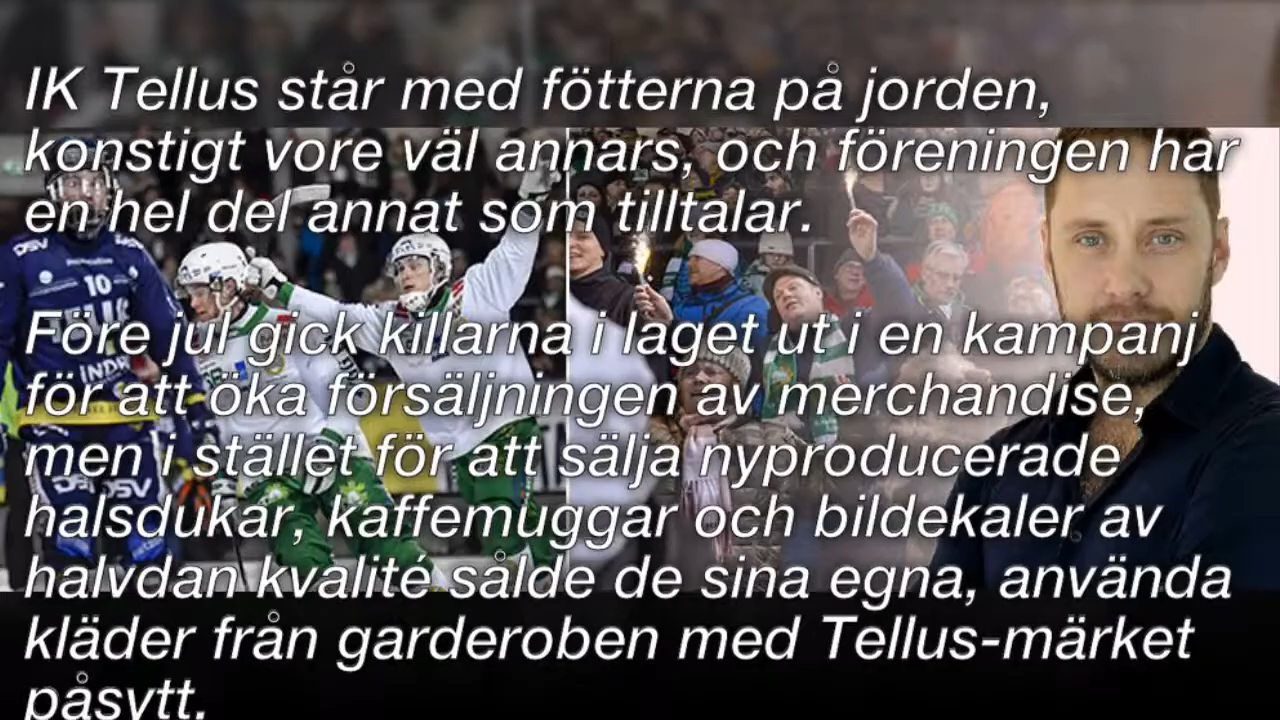 IK Tellus står med fötterna på jorden,
konstigt vore väl annars, och föreningen har
en hel del annat som tilltalar.
Före jul gick killarna i laget ut i en kampanj
för att öka försäljningen av merchandise,
men i stället för att sälja nyproducerade
halsdukar, kaffemuggar och bildekaler av
halvdan kvalité sålde de sina egna, använda
kläder från garderoben med Tellus-märket
påsytt.
DSV
10
DSV